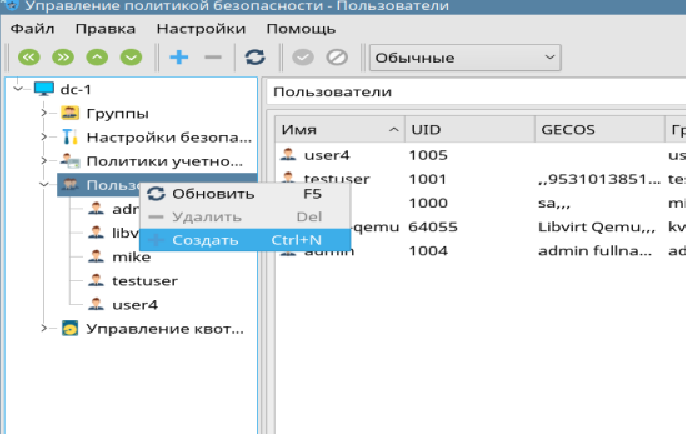 Управление политикой безопасности - Пользователи
Файл Правка Настройки Помощь
Обычные
dc-1
Группы
Настройки безопа...
Политики учетно...
Обновить F5
Удалить Del
Создать Ctrl+N
mike
testuser
user4
Управление квот...
Пользователи
Имя UID GECOS
user4 1005
testuser 1001 ,,9531013851...
1000 sa,,,
64055 Libvirt Qemu,,,
admin 1004 admin fullna...